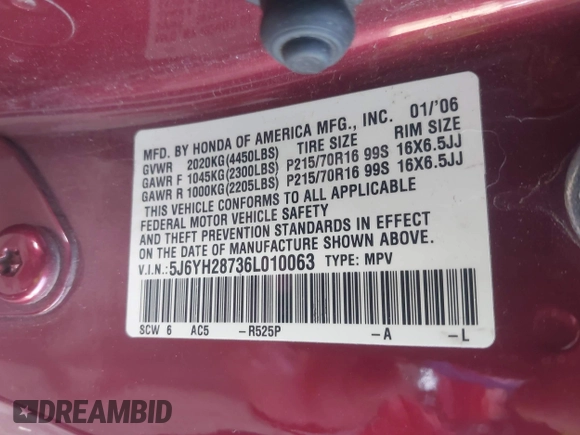 MFD. BY HONDA OF AMERICA MFG., INC. 01/'06
GVWR 2020KG(4450LBS) TIRE SIZE RIM SIZE
GAWR F 1045KG(2300LBS) P215/70R16 99S 16X6.5JJ
GAWR R 1000KG(2205LBS) P215/70R16 99S 16X6.5JJ
THIS VEHICLE CONFORMS TO ALL APPLICABLE
FEDERAL MOTOR VEHICLE SAFETY
AND THEFT PREVENTION STANDARDS IN EFFECT
ON THE DATE OF MANUFACTURE SHOWN ABOVE.
V.I.N.: 5J6YH28736L010063 TYPE: MPV
SCW 6 AC5 -R525P -A -L
DREAMBID